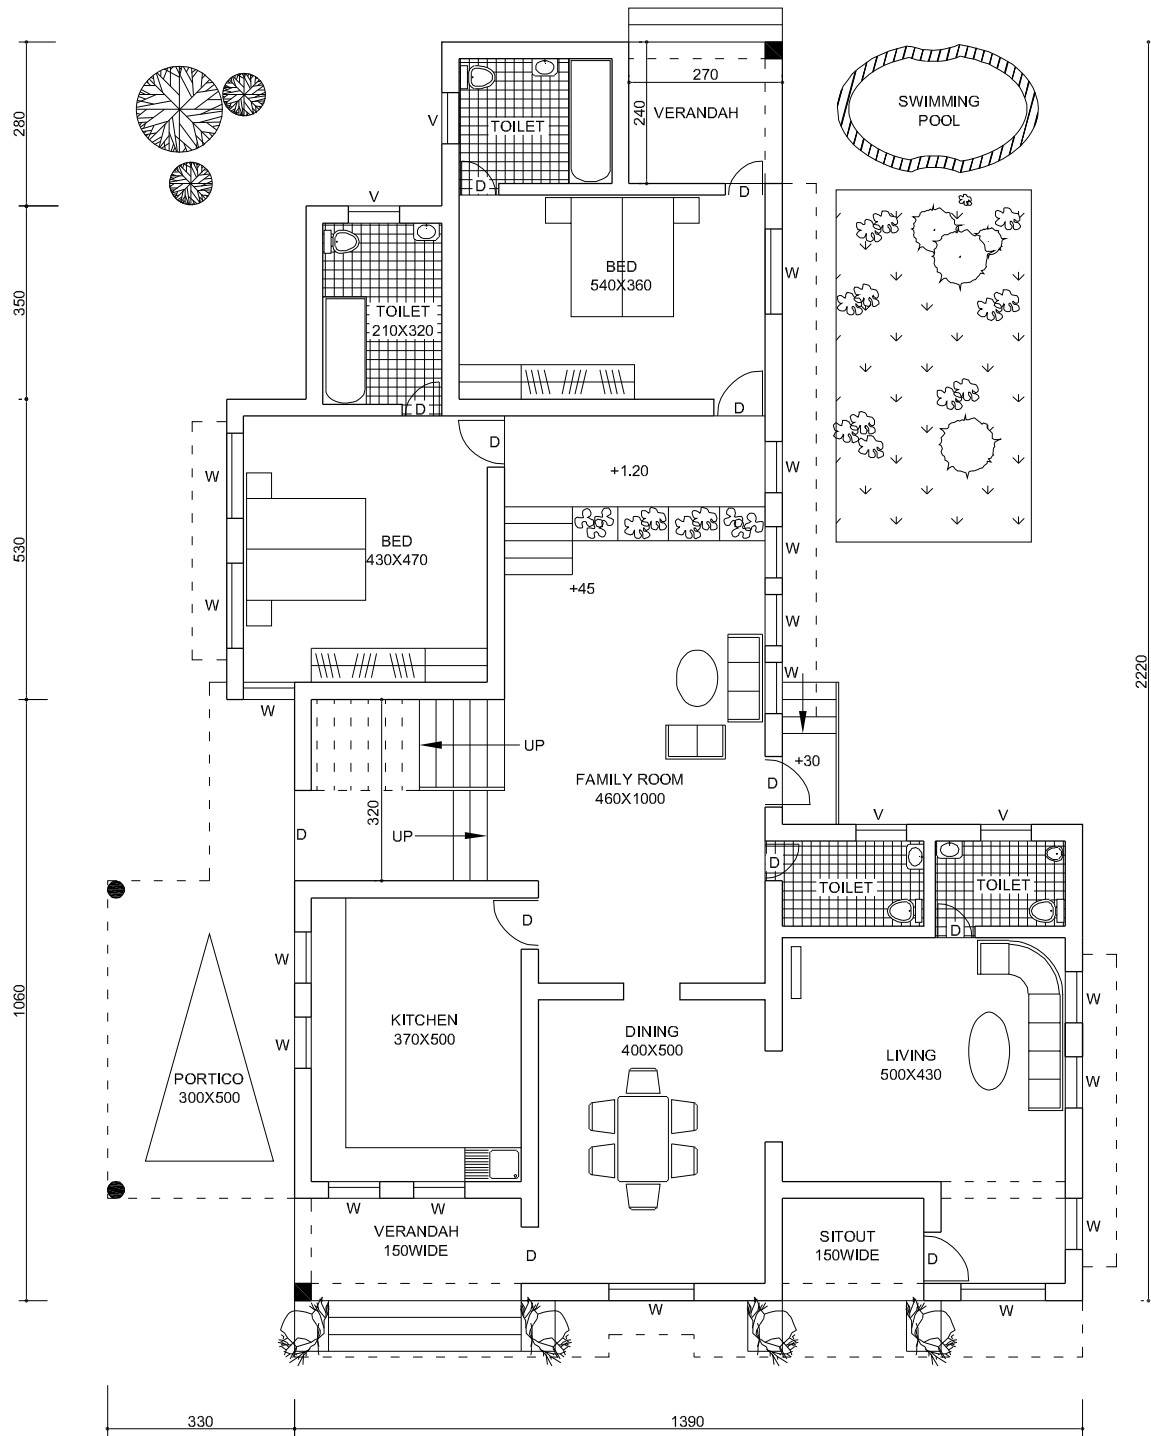 280
V
TOILET
270
240
VERANDAH
SWIMMING
POOL
D
D
V
BED
540X360
W
350
TOILET
210X320
D
D
D
W
+1.20
W
BED
430X470
530
W
W
+45
W
W
2220
W
UP
+30
FAMILY ROOM
460X1000
D
320
D
UP
V
V
D
TOILET
TOILET
D
D
W
1060
KITCHEN
370X500
DINING
400X500
LIVING
500X430
W
W
W
PORTICO
300X500
W
W
VERANDAH
150WIDE
D
SITOUT
150WIDE
D
W
W
W
330
1390